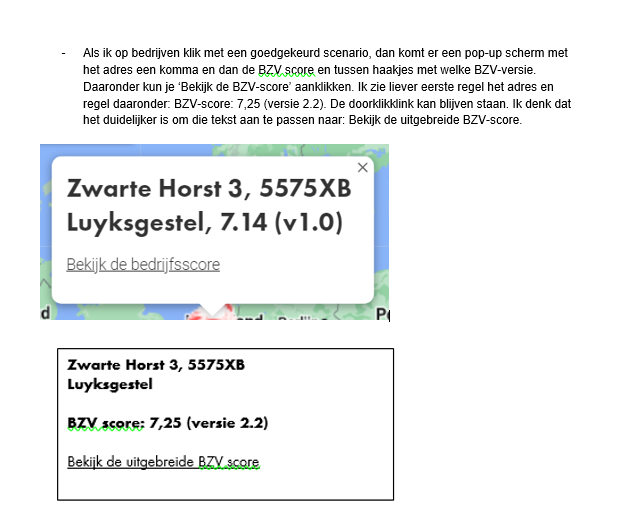 - Als ik op bedrijven klik met een goedgekeurd scenario, dan komt er een pop-up scherm met
het adres een komma en dan de BZV score en tussen haakjes met welke BZV-versie.
Daaronder kun je ‘Bekijk de BZV-score’ aanklikken. Ik zie liever eerste regel het adres en
regel daaronder: BZV-score: 7,25 (versie 2.2). De doorklikklink kan blijven staan. Ik denk dat
het duidelijker is om die tekst aan te passen naar: Bekijk de uitgebreide BZV-score.
Zwarte Horst 3, 5575XB
Luyksgestel, 7.14 (v1.0)
Bekijk de bedrijfsscore
Zwarte Horst 3, 5575XB
Luyksgestel
BZV score: 7,25 (versie 2.2)
Bekijk de uitgebreide BZV score